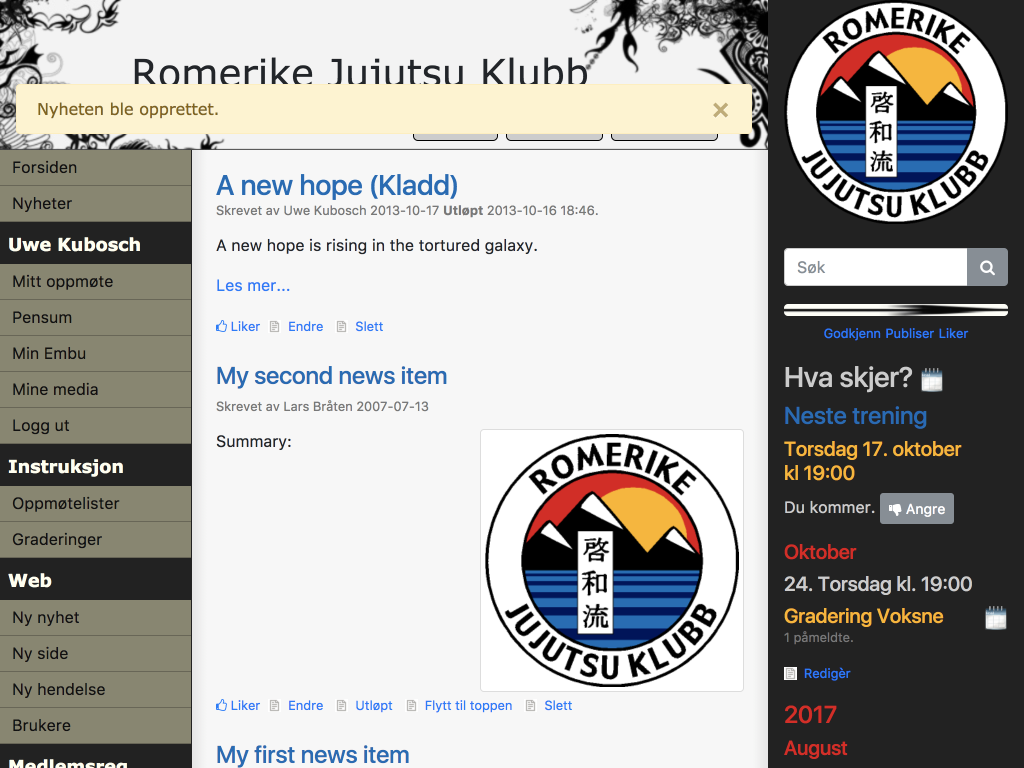 Romerike Jujutsu Klubb
Nyheten ble opprettet.
×
Forsiden
Nyheter
Uwe Kubosch
Mitt oppmøte
Pensum
Min Embu
Mine media
Logg ut
Instruksjon
Oppmøtelister
Graderinger
Web
Ny nyhet
Ny side
Ny hendelse
Brukere
Medlemsreg
A new hope (Kladd)
Skrevet av Uwe Kubosch 2013-10-17 Utløpt 2013-10-16 18:46.
A new hope is rising in the tortured galaxy.
Les mer...
Liker Endre Slett
My second news item
Skrevet av Lars Bråten 2007-07-13
Summary:
ROMERIKE
啓和流
JUJUTSU KLUBB
Liker Endre Utløpt Flytt til toppen Slett
My first news item
ROMERIKE
啓和流
JUJUTSU KLUBB
Søk
Godkjenn Publiser Liker
Hva skjer?
Neste trening
Torsdag 17. oktober
kl 19:00
Du kommer. Angre
Oktober
24. Torsdag kl. 19:00
Gradering Voksne
1 påmeldte.
Redigèr
2017
August